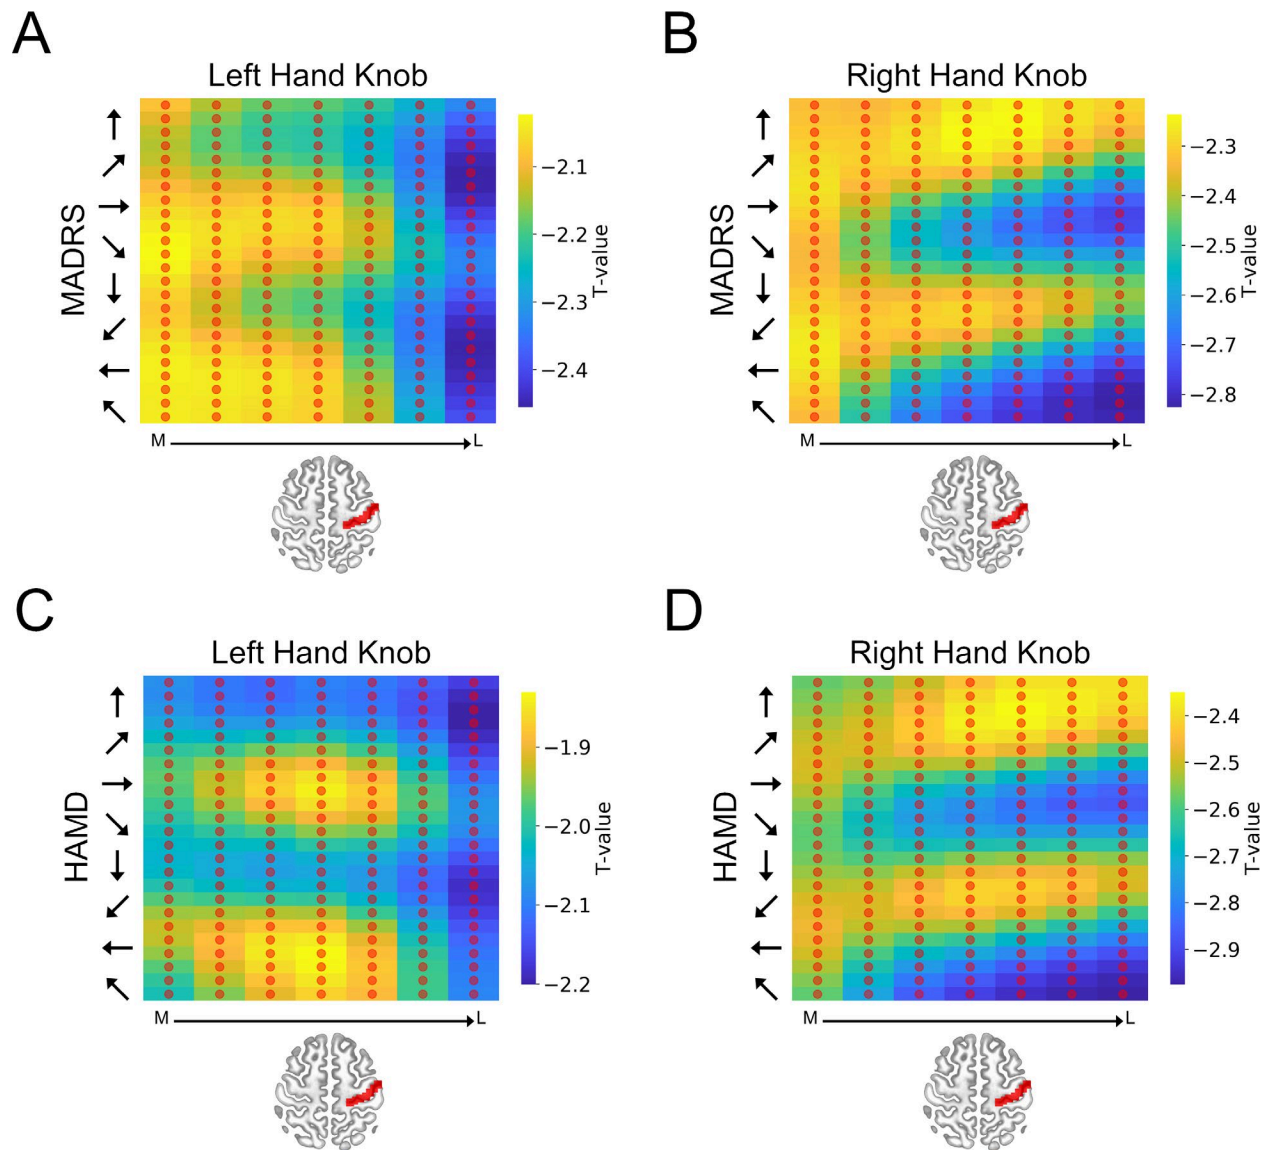 A
Left Hand Knob
MADRS
−2.1
−2.2
−2.3
−2.4
T-value
M
L
B
Right Hand Knob
MADRS
−2.3
−2.4
−2.5
−2.6
−2.7
−2.8
T-value
M
L
C
Left Hand Knob
HAMD
−1.9
−2.0
−2.1
−2.2
T-value
M
L
D
Right Hand Knob
HAMD
−2.4
−2.5
−2.6
−2.7
−2.8
−2.9
T-value
M
L